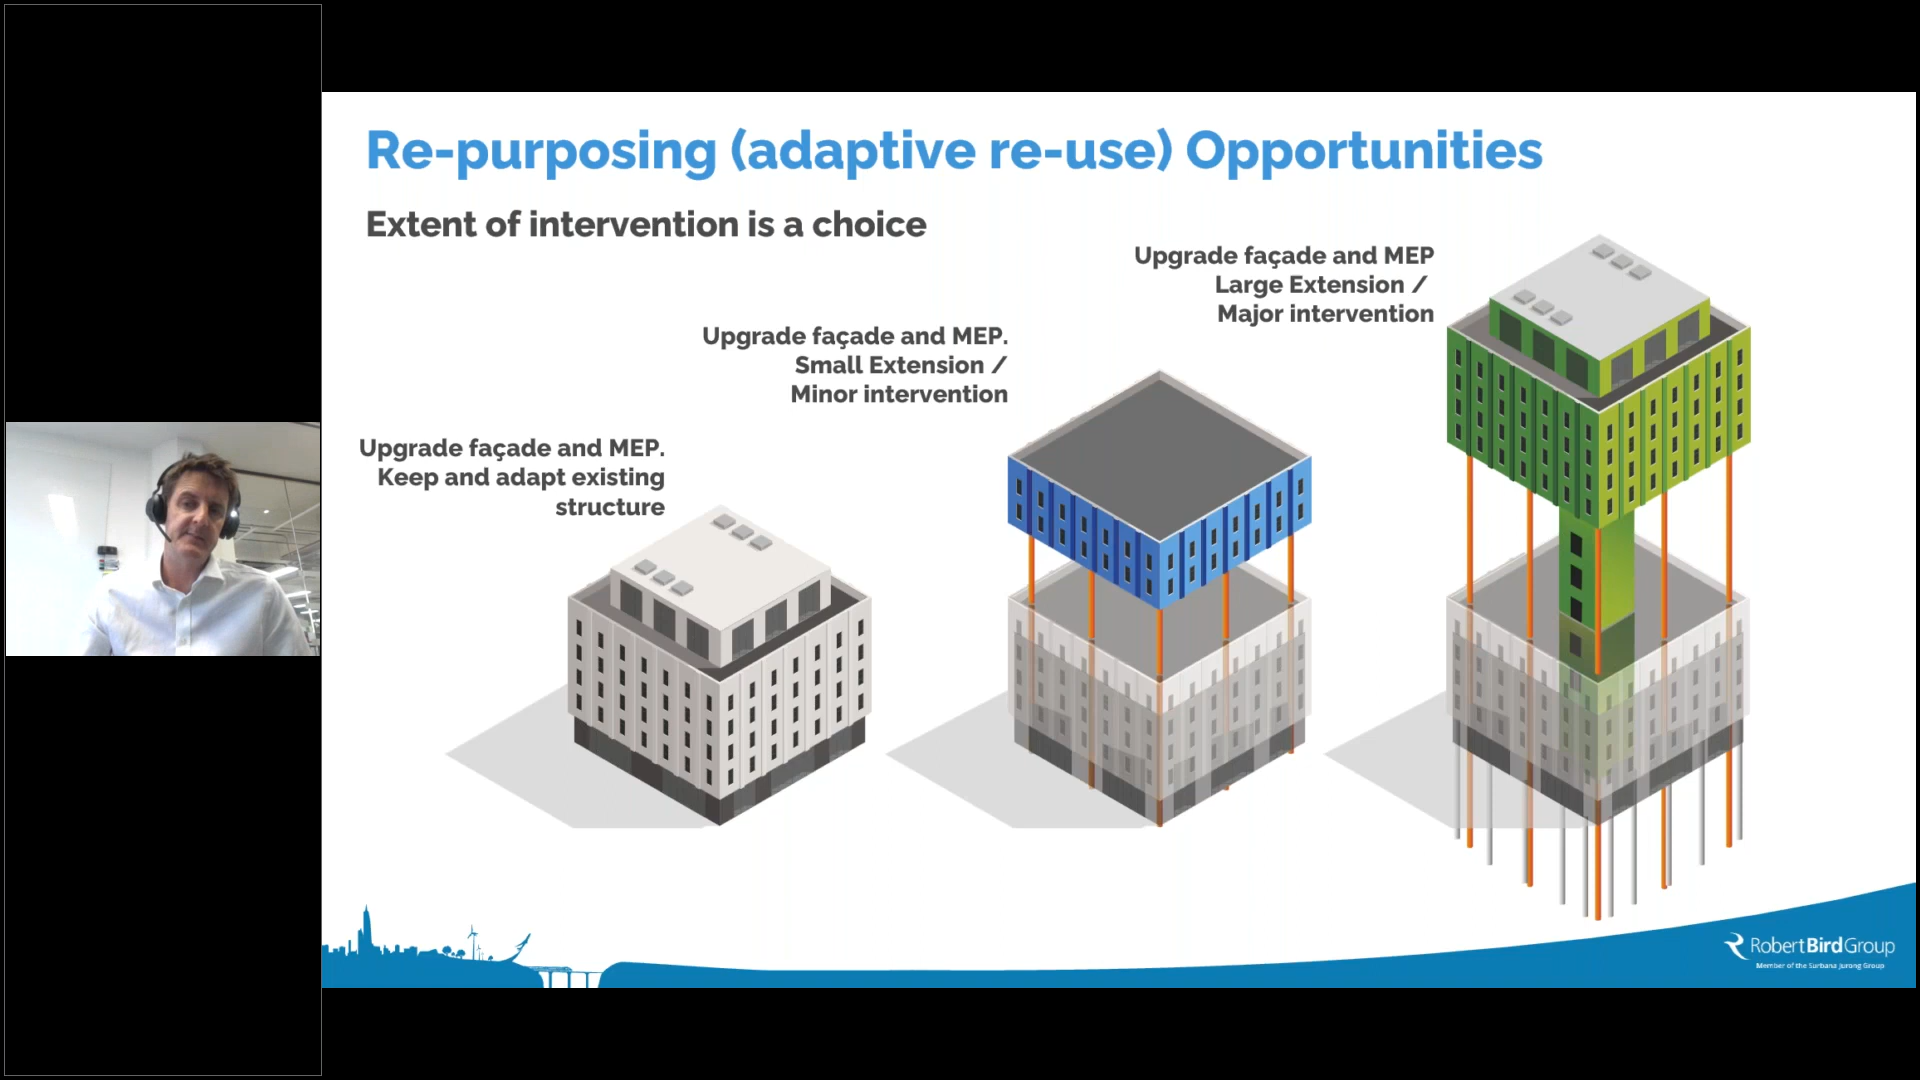 Re-purposing (adaptive re-use) Opportunities
Extent of intervention is a choice
Upgrade façade and MEP.
Keep and adapt existing
structure
Upgrade façade and MEP.
Small Extension /
Minor intervention
Upgrade façade and MEP
Large Extension /
Major intervention
RobertBirdGroup
Member of the Surbana Jurong Group